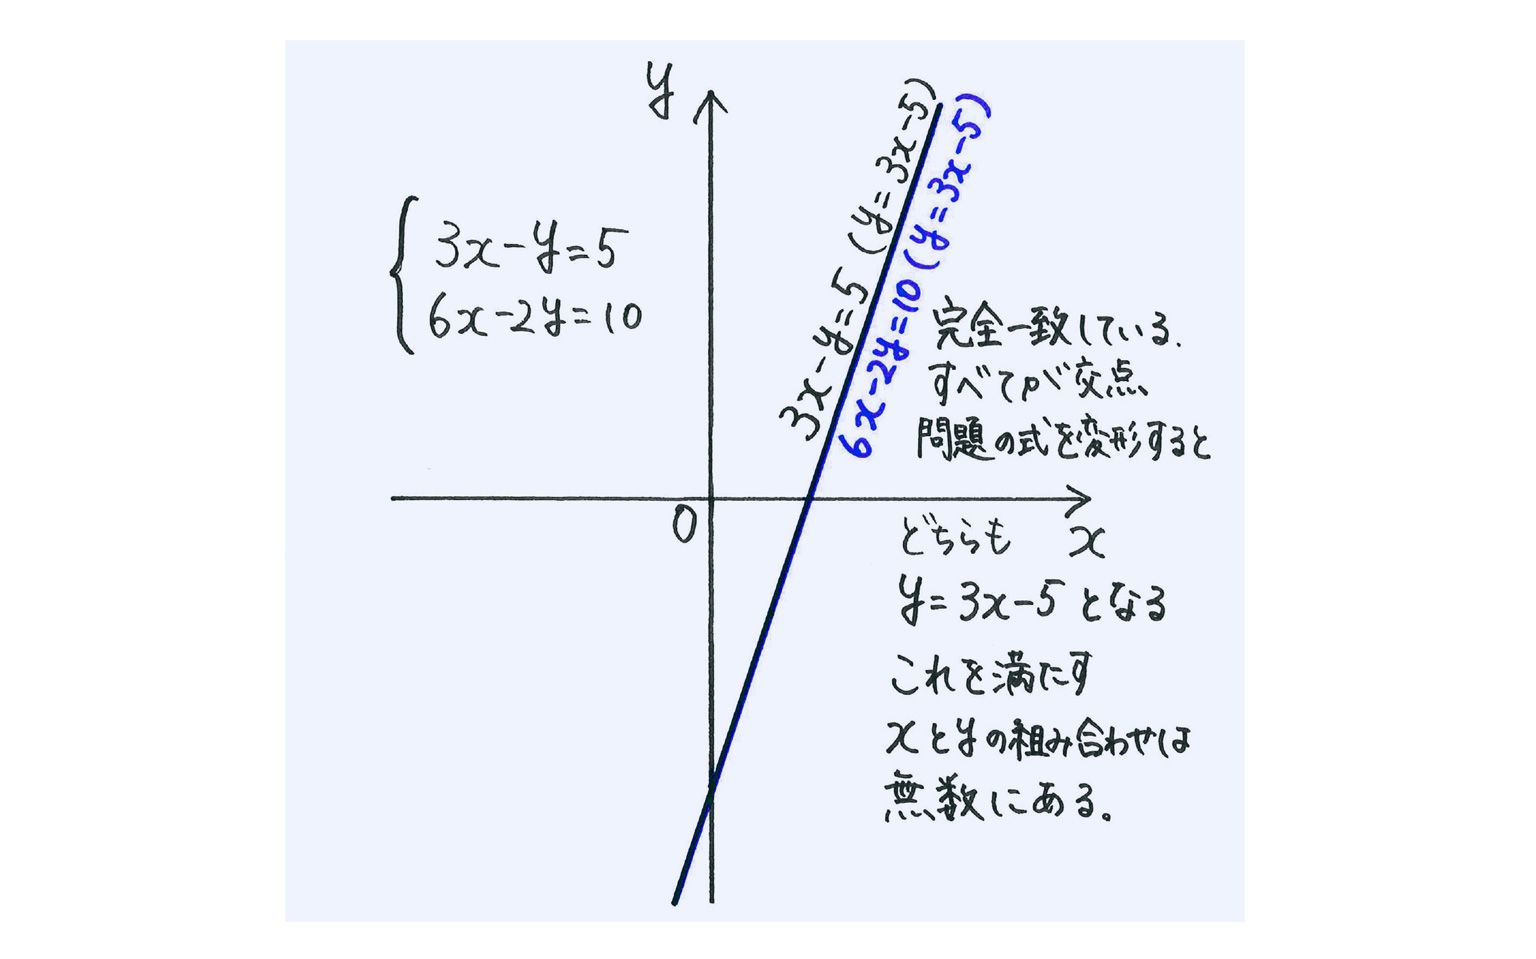 y
3x-y=5
6x-2y=10
3x-y=5 (y=3x-5)
6x-2y=10 (y=3x-5)
完全一致している.
すべてが交点
問題の式を変形すると
0
x
どちらも
y=3x-5 となる
これを満たす
xとyの組み合わせは
無数にある。